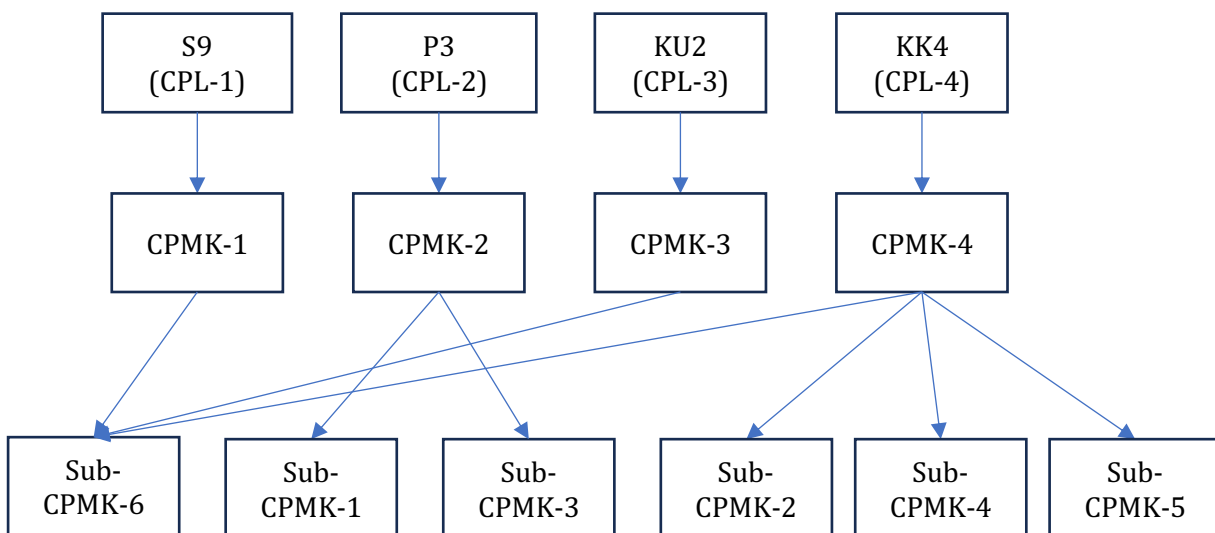 S9
(CPL-1)
P3
(CPL-2)
KU2
(CPL-3)
KK4
(CPL-4)
CPMK-1
CPMK-2
CPMK-3
CPMK-4
Sub-
CPMK-6
Sub-
CPMK-1
Sub-
CPMK-3
Sub-
CPMK-2
Sub-
CPMK-4
Sub-
CPMK-5